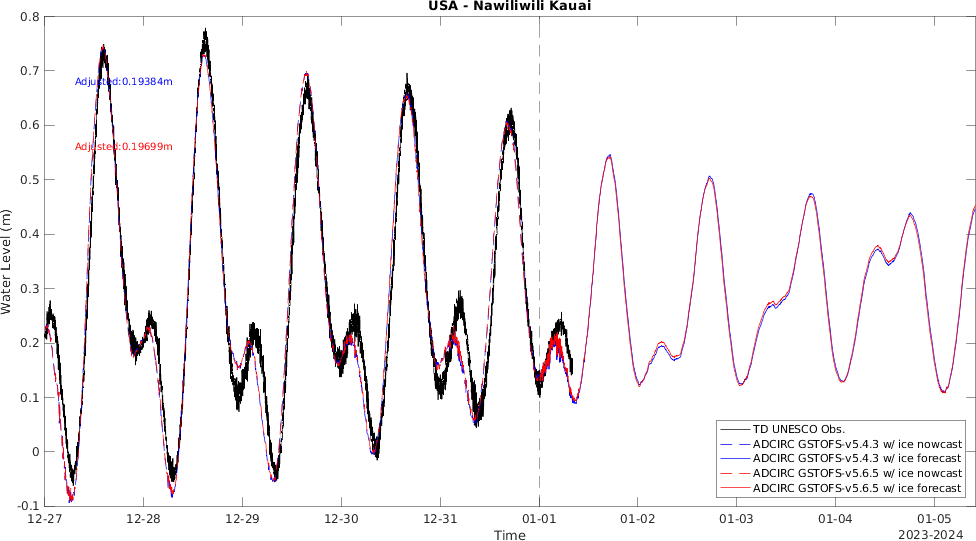 USA - Nawiliwili Kauai
0.8
0.7
0.6
0.5
0.4
0.3
0.2
0.1
0
-0.1
Water Level (m)
Adjusted:0.19384m
Adjusted:0.19699m
TD UNESCO Obs.
ADCIRC GSTOFS-v5.4.3 w/ ice nowcast
ADCIRC GSTOFS-v5.4.3 w/ ice forecast
ADCIRC GSTOFS-v5.6.5 w/ ice nowcast
ADCIRC GSTOFS-v5.6.5 w/ ice forecast
12-27 12-28 12-29 12-30 12-31 01-01 01-02 01-03 01-04 01-05
Time
2023-2024